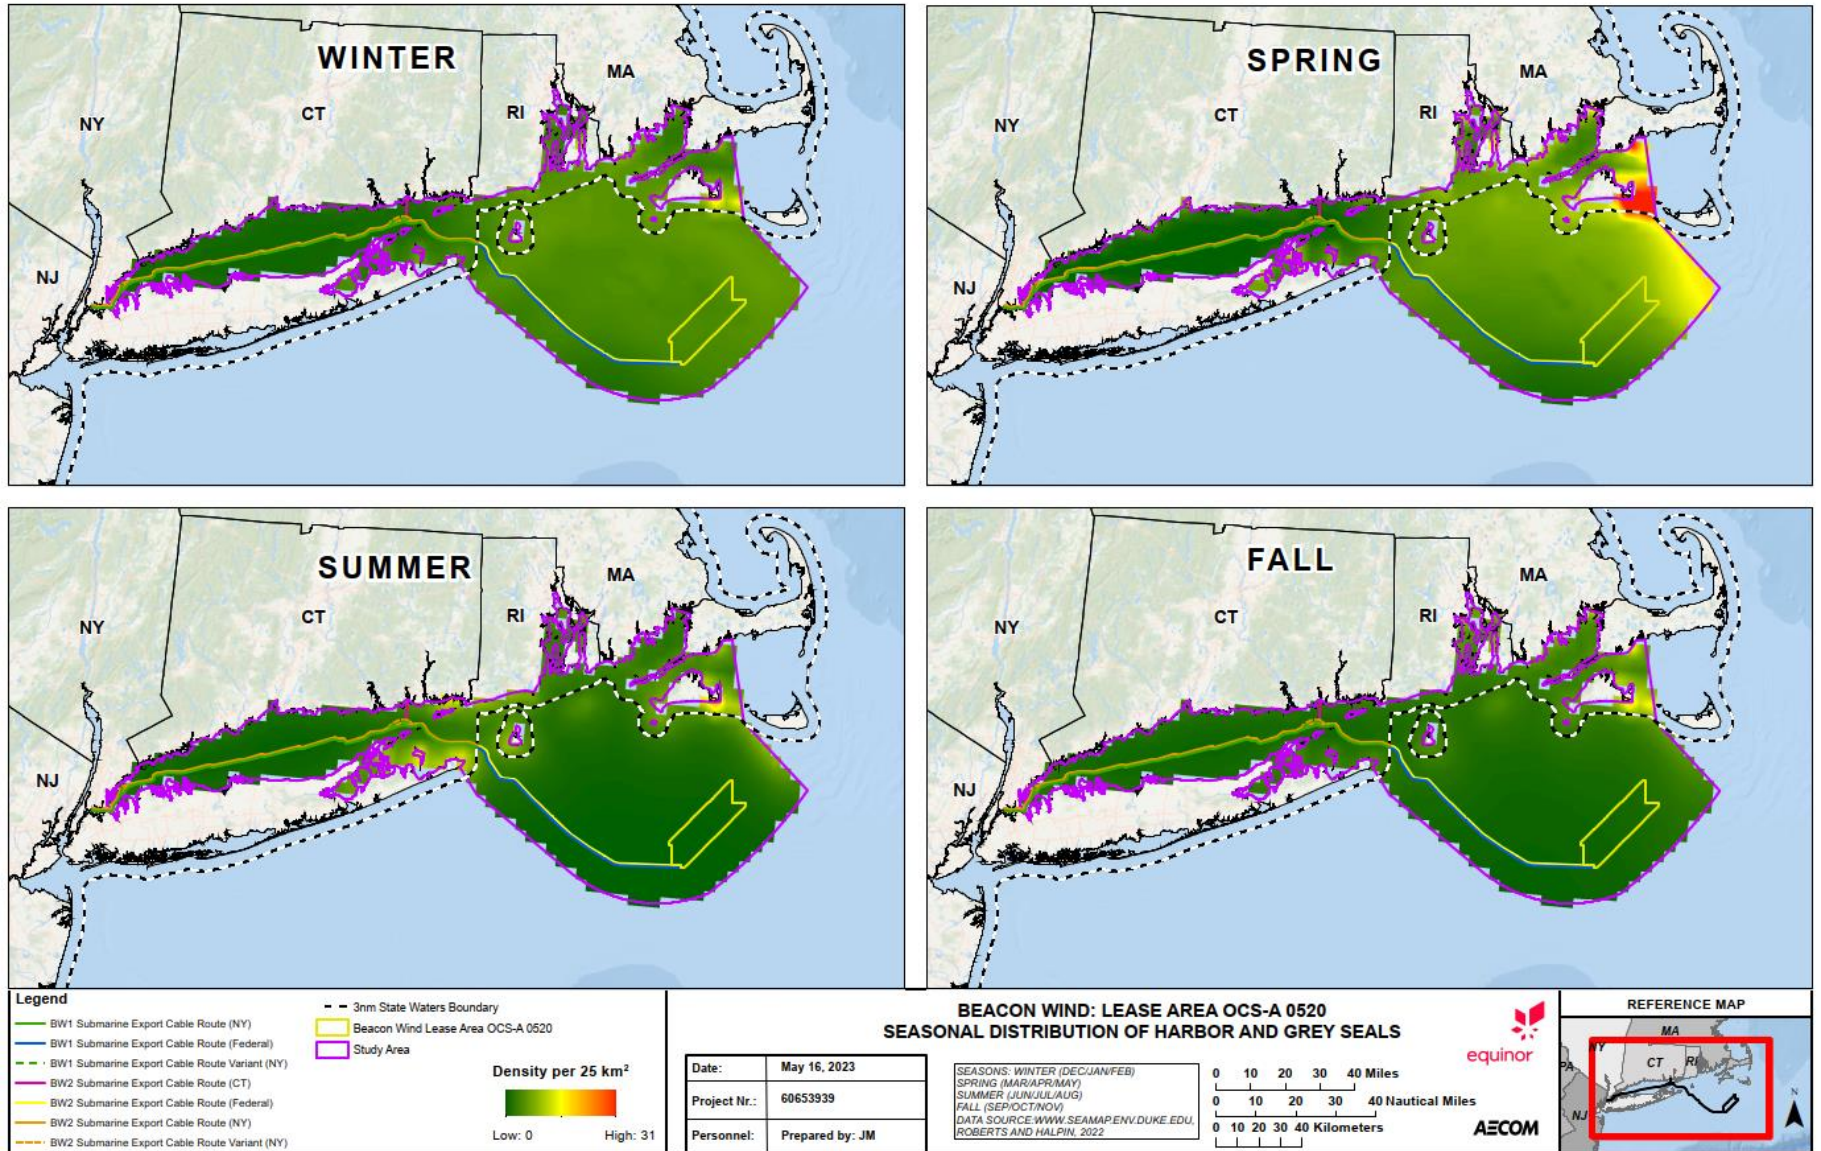 WINTER
MA
CT
RI
NY
NJ
SPRING
MA
CT
RI
NY
NJ
SUMMER
MA
CT
RI
NY
NJ
FALL
MA
CT
RI
NY
NJ
Legend
BW1 Submarine Export Cable Route (NY)
BW1 Submarine Export Cable Route (Federal)
BW1 Submarine Export Cable Route Variant (NY)
BW2 Submarine Export Cable Route (CT)
BW2 Submarine Export Cable Route (Federal)
BW2 Submarine Export Cable Route (NY)
BW2 Submarine Export Cable Route Variant (NY)
3nm State Waters Boundary
Beacon Wind Lease Area OCS-A 0520
Study Area
Density per 25 km²
Low: 0 High: 31
BEACON WIND: LEASE AREA OCS-A 0520
SEASONAL DISTRIBUTION OF HARBOR AND GREY SEALS
Date: May 16, 2023
Project Nr.: 60653939
Personnel: Prepared by: JM
SEASONS: WINTER (DEC/JAN/FEB)
SPRING (MAR/APR/MAY)
SUMMER (JUN/JUL/AUG)
FALL (SEP/OCT/NOV)
DATA SOURCE:WWW.SEAMAP.ENV.DUKE.EDU,
ROBERTS AND HALPIN, 2022
0 10 20 30 40 Miles
0 10 20 30 40 Nautical Miles
0 10 20 30 40 Kilometers
equinor
AECOM
REFERENCE MAP
MA
NY
CT
RI
PA
NJ
N